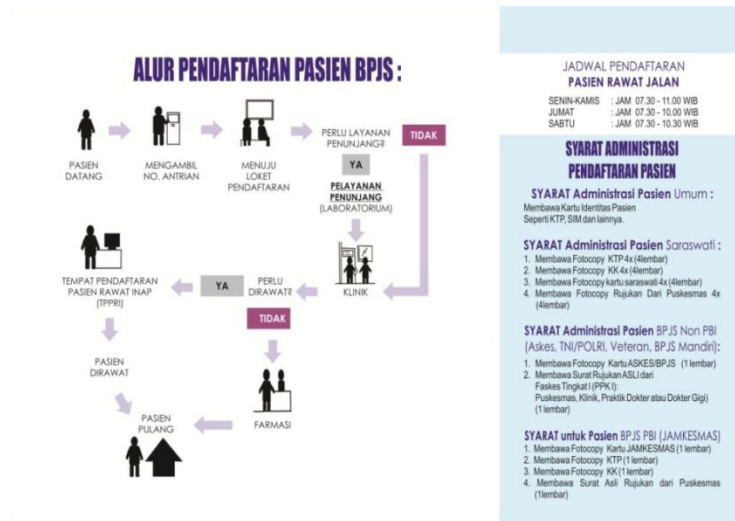 ALUR PENDAFTARAN PASIEN BPJS :
PASIEN
DATANG
MENGAMBIL
NO. ANTRIAN
MENUJU
LOKET
PENDAFTARAN
PERLU LAYANAN
PENUNJANG?
TIDAK
YA
PELAYANAN
PENUNJANG
(LABORATORIUM)
KLINIK
PERLU
DIRAWAT?
YA
TEMPAT PENDAFTARAN
PASIEN RAWAT INAP
(TPPRI)
TIDAK
PASIEN
DIRAWAT
FARMASI
PASIEN
PULANG
JADWAL PENDAFTARAN
PASIEN RAWAT JALAN
SENIN-KAMIS : JAM 07.30 - 11.00 WIB
JUMAT : JAM 07.30 - 10.00 WIB
SABTU : JAM 07.30 - 10.30 WIB
SYARAT ADMINISTRASI
PENDAFTARAN PASIEN
SYARAT Administrasi Pasien Umum :
Membawa Kartu Identitas Pasien
Seperti KTP, SIM dan lainnya.
SYARAT Administrasi Pasien Saraswati :
1. Membawa Fotocopy KTP 4x (4lembar)
2. Membawa Fotocopy KK 4x (4lembar)
3. Membawa Fotocopy kartu saraswati 4x (4lembar)
4. Membawa Fotocopy Rujukan Dari Puskesmas 4x
(4lembar)
SYARAT Administrasi Pasien BPJS Non PBI
(Askes, TNI/POLRI, Veteran, BPJS Mandiri):
1. Membawa Fotocopy Kartu ASKES/BPJS (1 lembar)
2. Membawa Surat Rujukan ASLI dari
Faskes Tingkat I (PPK I):
Puskesmas, Klinik, Praktik Dokter atau Dokter Gigi)
(1 lembar)
SYARAT untuk Pasien BPJS PBI (JAMKESMAS)
1. Membawa Fotocopy Kartu JAMKESMAS (1 lembar)
2. Membawa Fotocopy KTP (1 lembar)
3. Membawa Fotocopy KK (1 lembar)
4. Membawa Surat Asli Rujukan dari Puskesmas
(1lembar)